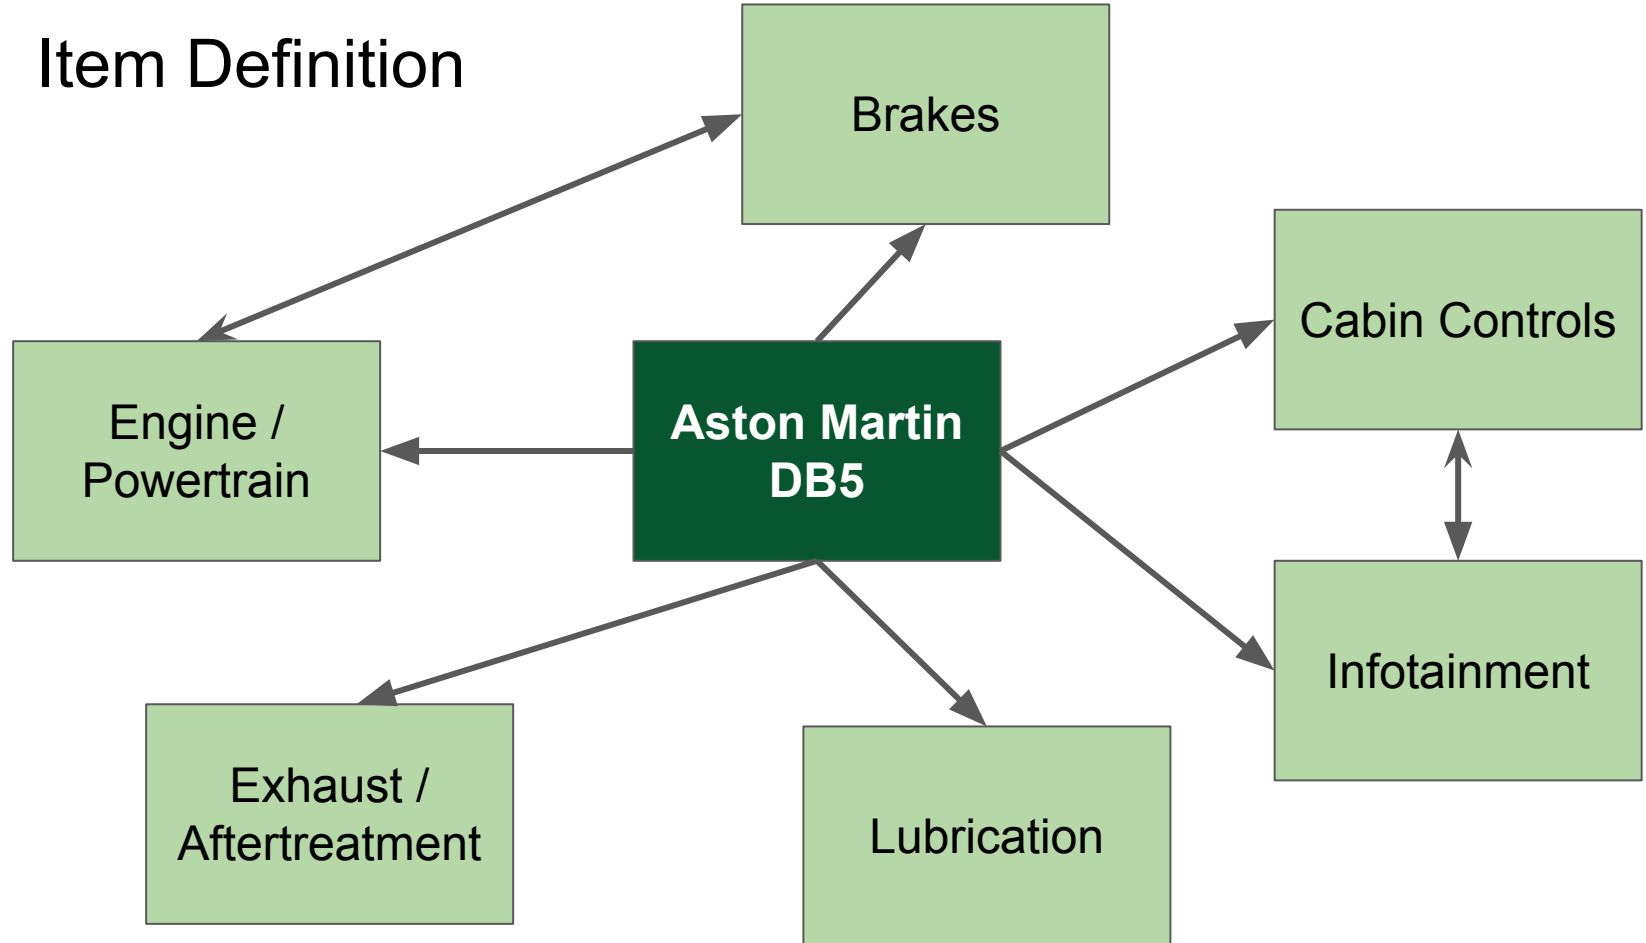 Item Definition
Brakes
Cabin Controls
Engine /
Powertrain
Aston Martin
DB5
Infotainment
Exhaust /
Aftertreatment
Lubrication